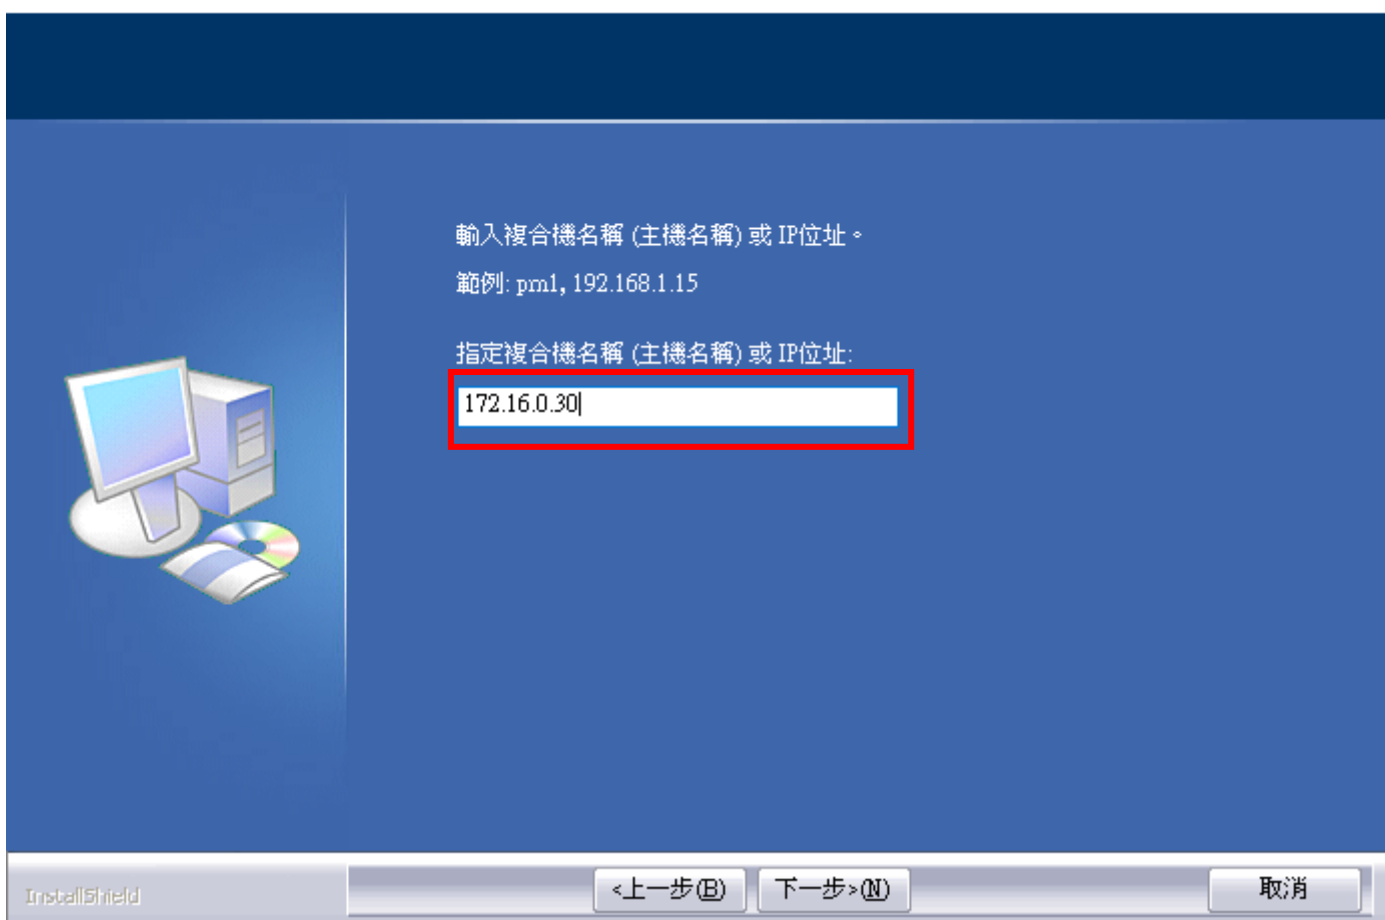 輸入複合機名稱 (主機名稱) 或 IP位址。
範例: pm1, 192.168.1.15
指定複合機名稱 (主機名稱) 或 IP位址:
172.16.0.30
InstallShield
<上一步(B)
下一步>(N)
取消